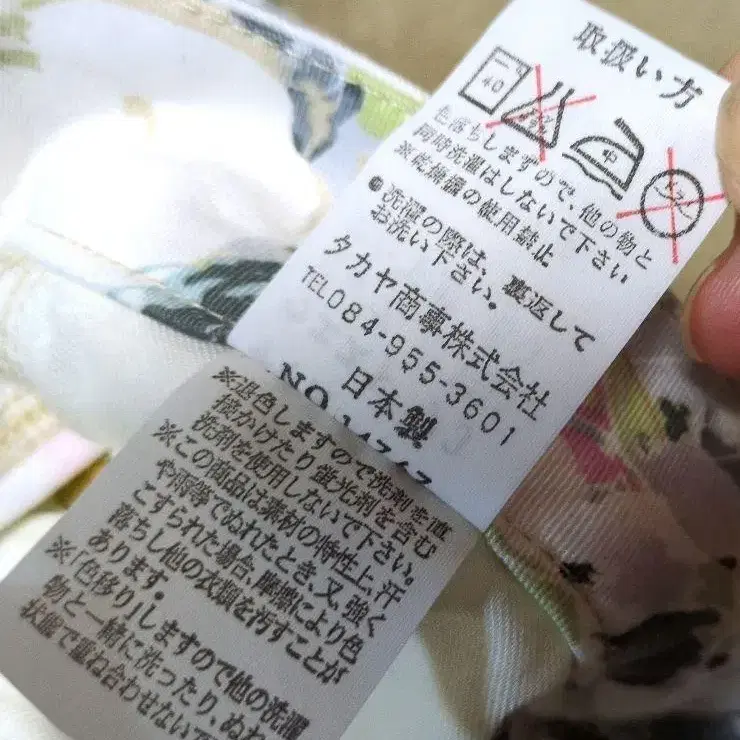 取扱い方
40
中
色落ちしますので、他の物と
同時洗濯はしないで下さい
※乾燥機の使用禁止
●洗濯の際は、裏返して
お洗い下さい。
タカヤ商事株式会社
TEL084-955-3601
日本製
NO.
※退色しますので洗剤を直
接かけたり蛍光剤を含む
洗剤を使用しないで下さい。
※この商品は素材の特性上、汗
や雨等でぬれたとき、又、強く
こすられた場合、摩擦により色
落ちし他の衣類を汚すことが
あります。
※「色移り」しますので他の洗濯
物と一緒に洗ったり、ぬれ
状態で重ね合わせない